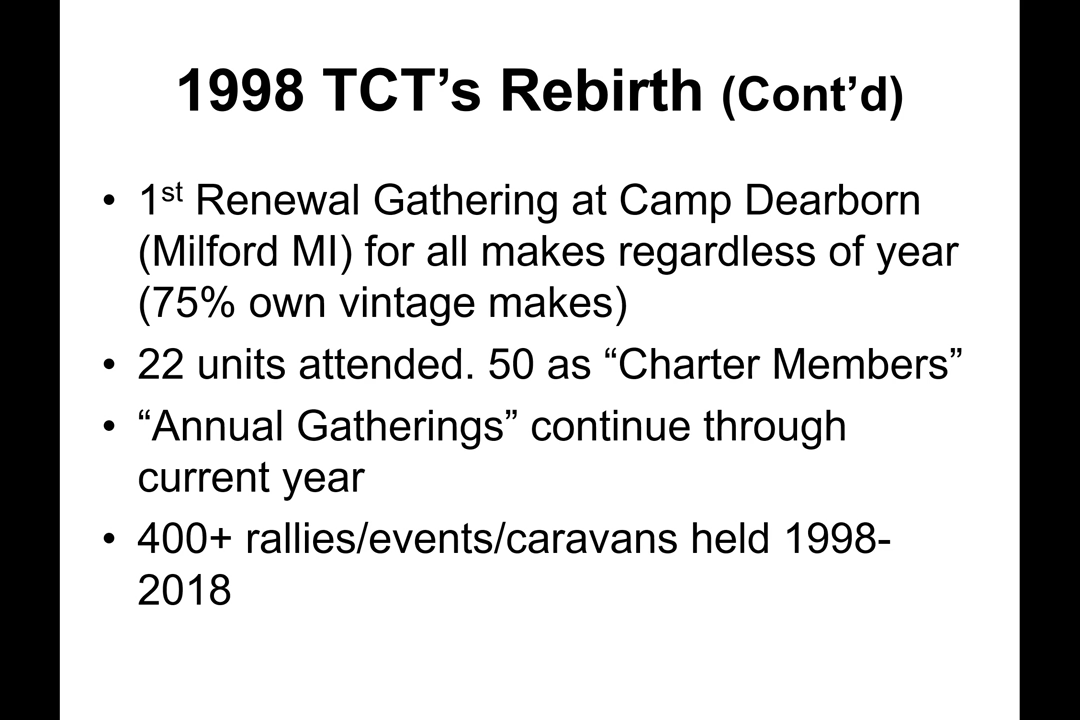 1998 TCT’s Rebirth (Cont’d)
• 1st Renewal Gathering at Camp Dearborn
(Milford MI) for all makes regardless of year
(75% own vintage makes)
• 22 units attended. 50 as “Charter Members”
• “Annual Gatherings” continue through
current year
• 400+ rallies/events/caravans held 1998-
2018